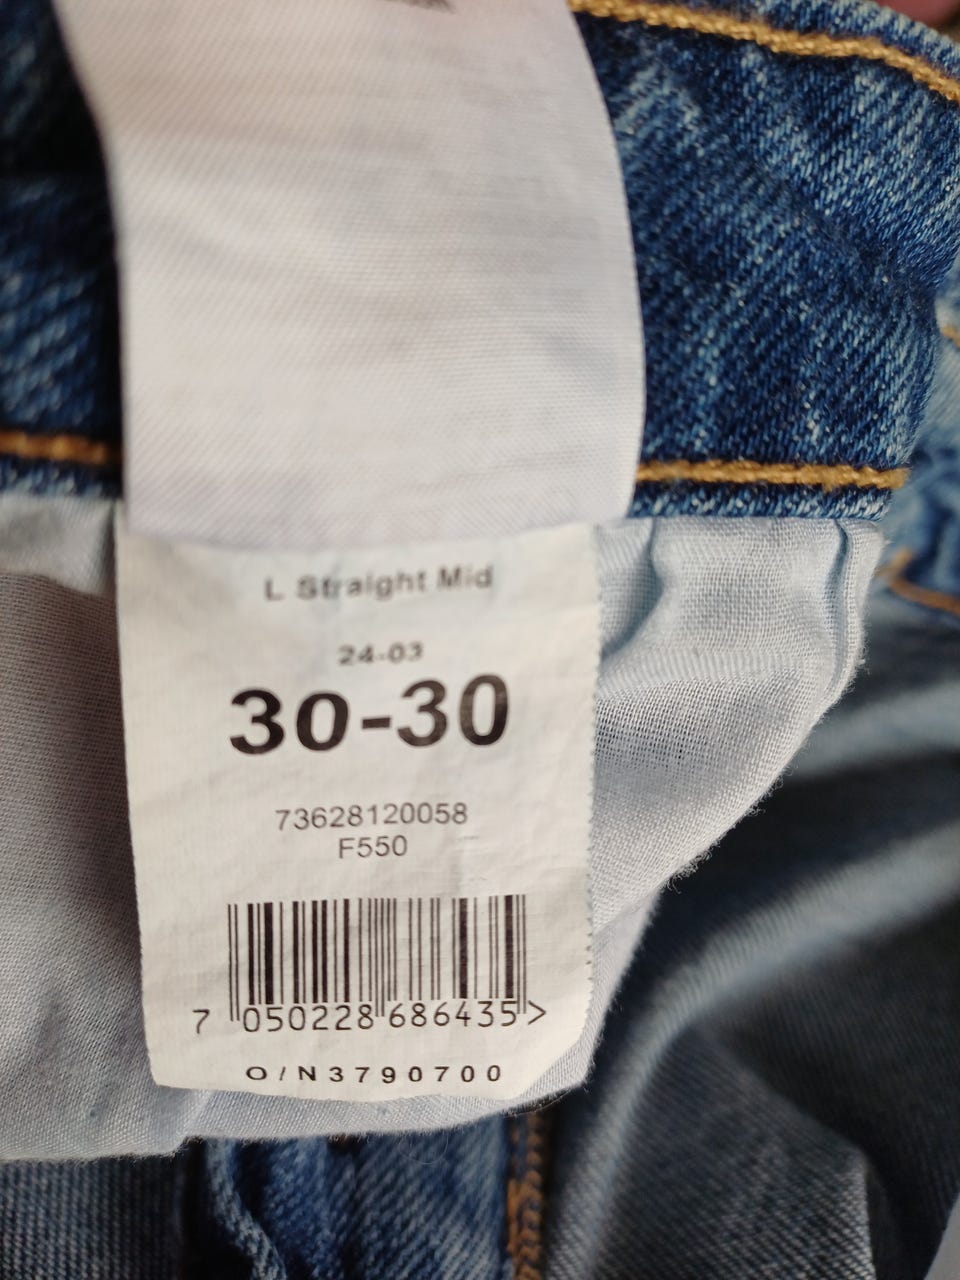 L Straight Mid
24-03
30-30
73628120058
F550
7 050228 686435 >
O/N3790700